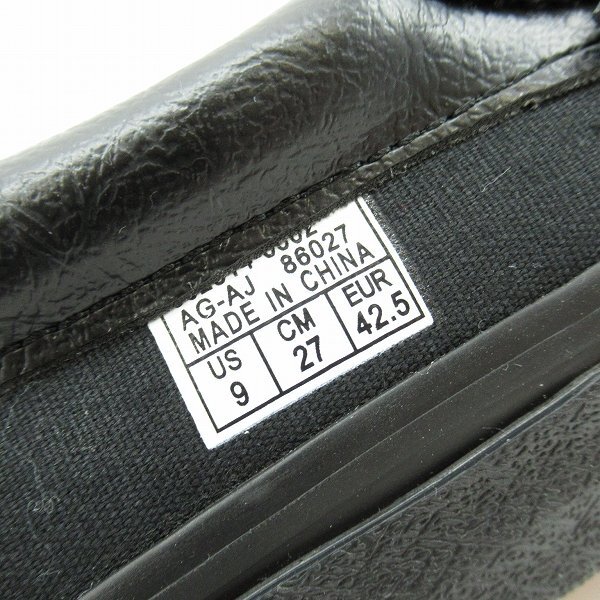 AG-AJ 86027
MADE IN CHINA
US CM EUR
9 27 42.5